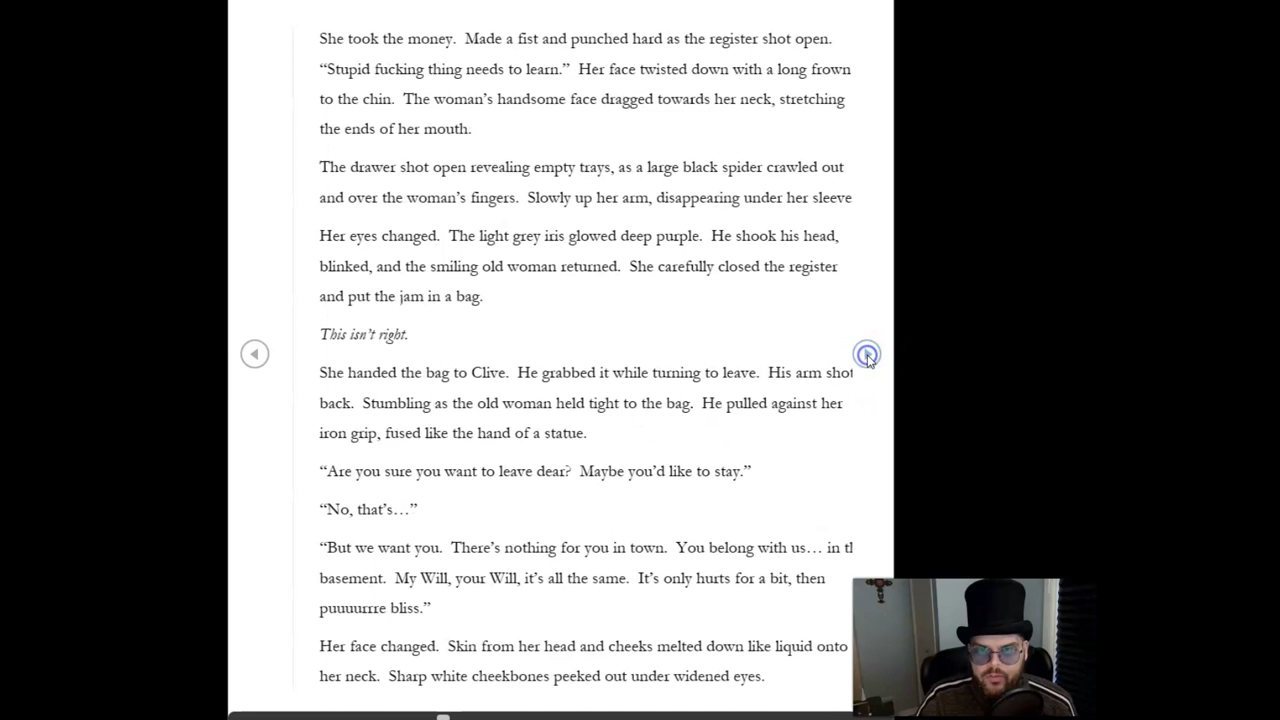 She took the money.  Made a fist and punched hard as the register shot open.
“Stupid fucking thing needs to learn.”  Her face twisted down with a long frown
to the chin.  The woman’s handsome face dragged towards her neck, stretching
the ends of her mouth.
The drawer shot open revealing empty trays, as a large black spider crawled out
and over the woman’s fingers.  Slowly up her arm, disappearing under her sleeve
Her eyes changed.  The light grey iris glowed deep purple.  He shook his head,
blinked, and the smiling old woman returned.  She carefully closed the register
and put the jam in a bag.
This isn’t right.
She handed the bag to Clive.  He grabbed it while turning to leave.  His arm shot
back.  Stumbling as the old woman held tight to the bag.  He pulled against her
iron grip, fused like the hand of a statue.
“Are you sure you want to leave dear?  Maybe you’d like to stay.”
“No, that’s…”
“But we want you.  There’s nothing for you in town.  You belong with us… in
basement.  My Will, your Will, it’s all the same.  It’s only hurts for a bit, then
puuuurrre bliss.”
Her face changed.  Skin from her head and cheeks melted down like liquid onto
her neck.  Sharp white cheekbones peeked out under widened eyes.